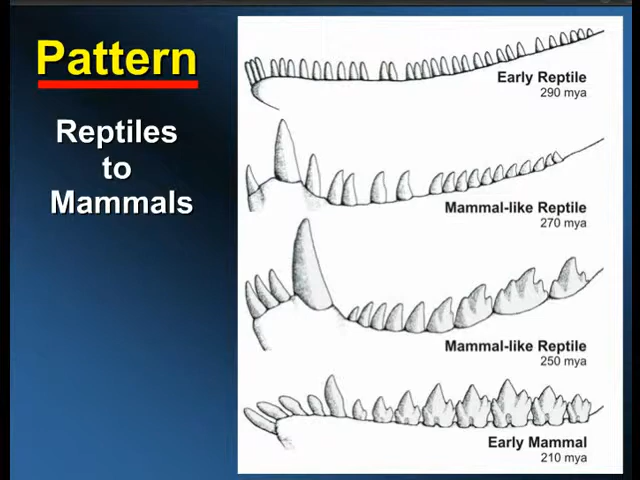 Pattern
Reptiles
to
Mammals
Early Reptile
290 mya
Mammal-like Reptile
270 mya
Mammal-like Reptile
250 mya
Early Mammal
210 mya